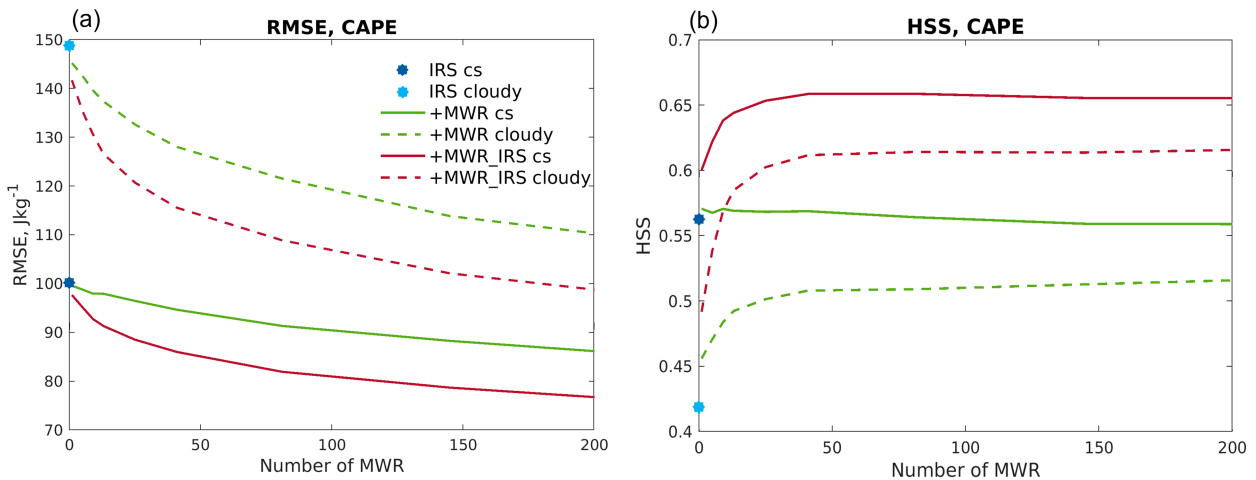 (a)
RMSE, CAPE
150
140
130
120
110
100
90
80
70
RMSE, Jkg-1
0
50
100
150
200
Number of MWR
IRS cs
IRS cloudy
+MWR cs
+MWR cloudy
+MWR_IRS cs
+MWR_IRS cloudy
(b)
HSS, CAPE
0.7
0.65
0.6
0.55
0.5
0.45
0.4
HSS
0
50
100
150
200
Number of MWR